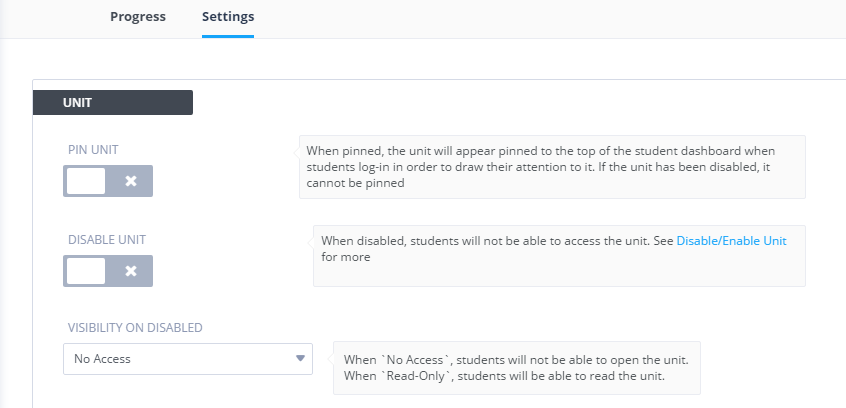 Progress Settings
UNIT
PIN UNIT
When pinned, the unit will appear pinned to the top of the student dashboard when
students log-in in order to draw their attention to it. If the unit has been disabled, it
cannot be pinned
DISABLE UNIT
When disabled, students will not be able to access the unit. See Disable/Enable Unit
for more
VISIBILITY ON DISABLED
No Access
When `No Access`, students will not be able to open the unit.
When `Read-Only`, students will be able to read the unit.